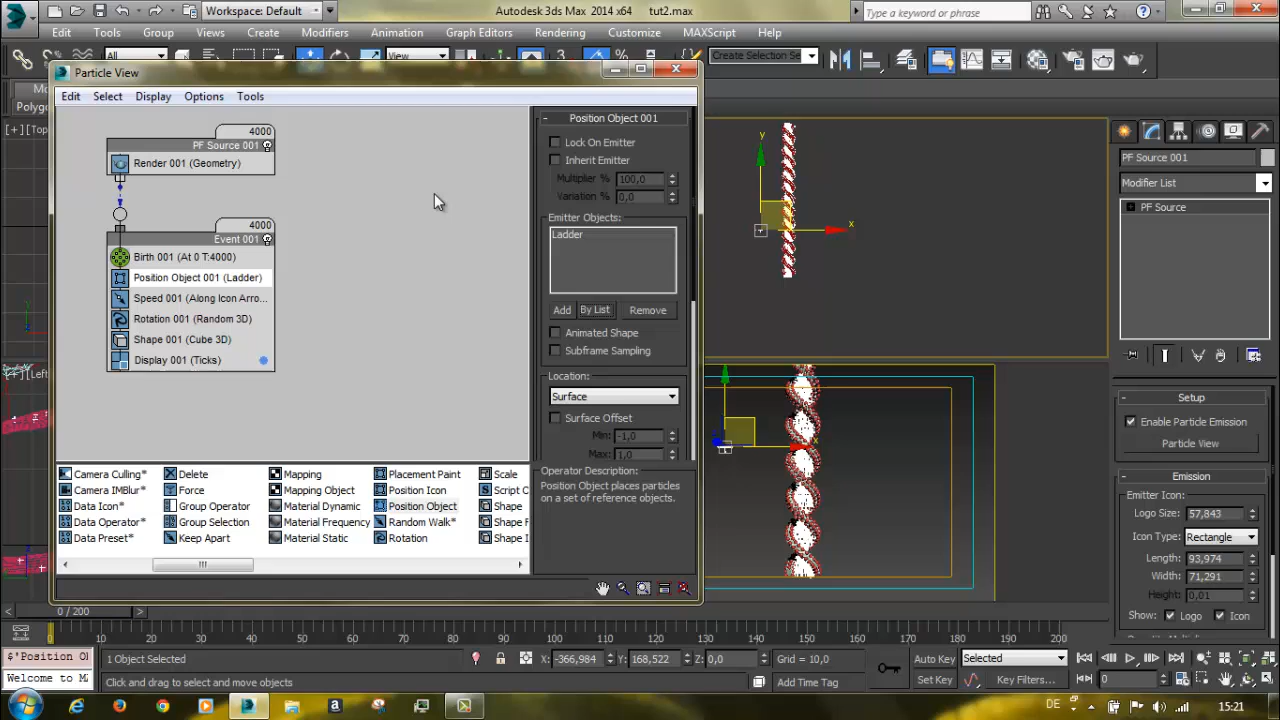 Workspace: Default
Autodesk 3ds Max 2014 x64 tut2.max
Type a keyword or phrase
Edit Tools Group Views Create Modifiers Animation Graph Editors Rendering Customize MAXScript Help
All
View
Create Selection Se
Particle View
Edit Select Display Options Tools
Polygo
[+] [Top
[+] [Left
4000
PF Source 001
Render 001 (Geometry)
4000
Event 001
Birth 001 (At 0 T:4000)
Position Object 001 (Ladder)
Speed 001 (Along Icon Arro...
Rotation 001 (Random 3D)
Shape 001 (Cube 3D)
Display 001 (Ticks)
Position Object 001
Lock On Emitter
Inherit Emitter
Multiplier % 100,0
Variation % 0,0
Emitter Objects:
Ladder
Add By List Remove
Animated Shape
Subframe Sampling
Location:
Surface
Surface Offset
Min: -1,0
Max: 1,0
Operator Description:
Position Object places particles
on a set of reference objects.
Camera Culling* Delete Mapping Placement Paint Scale
Camera IMBlur* Force Mapping Object Position Icon Script O
Data Icon* Group Operator Material Dynamic Position Object Shape
Data Operator* Group Selection Material Frequency Random Walk* Shape F
Data Preset* Keep Apart Material Static Rotation Shape I
y
x
x
PF Source 001
Modifier List
PF Source
Setup
Enable Particle Emission
Particle View
Emission
Emitter Icon:
Logo Size: 57,843
Icon Type: Rectangle
Length: 93,974
Width: 71,291
Height: 0,01
Show: Logo Icon
0 / 200
0 10 20 30 40 50 60 70 80 90 100 110 120 130 140 150 160 170 180 190 200
$'Position Ol
Welcome to M
1 Object Selected
Click and drag to select and move objects
X: -366,984 Y: 168,522 Z: 0,0
Grid = 10,0
Add Time Tag
Auto Key Selected
Set Key Key Filters...
0
DE
15:21